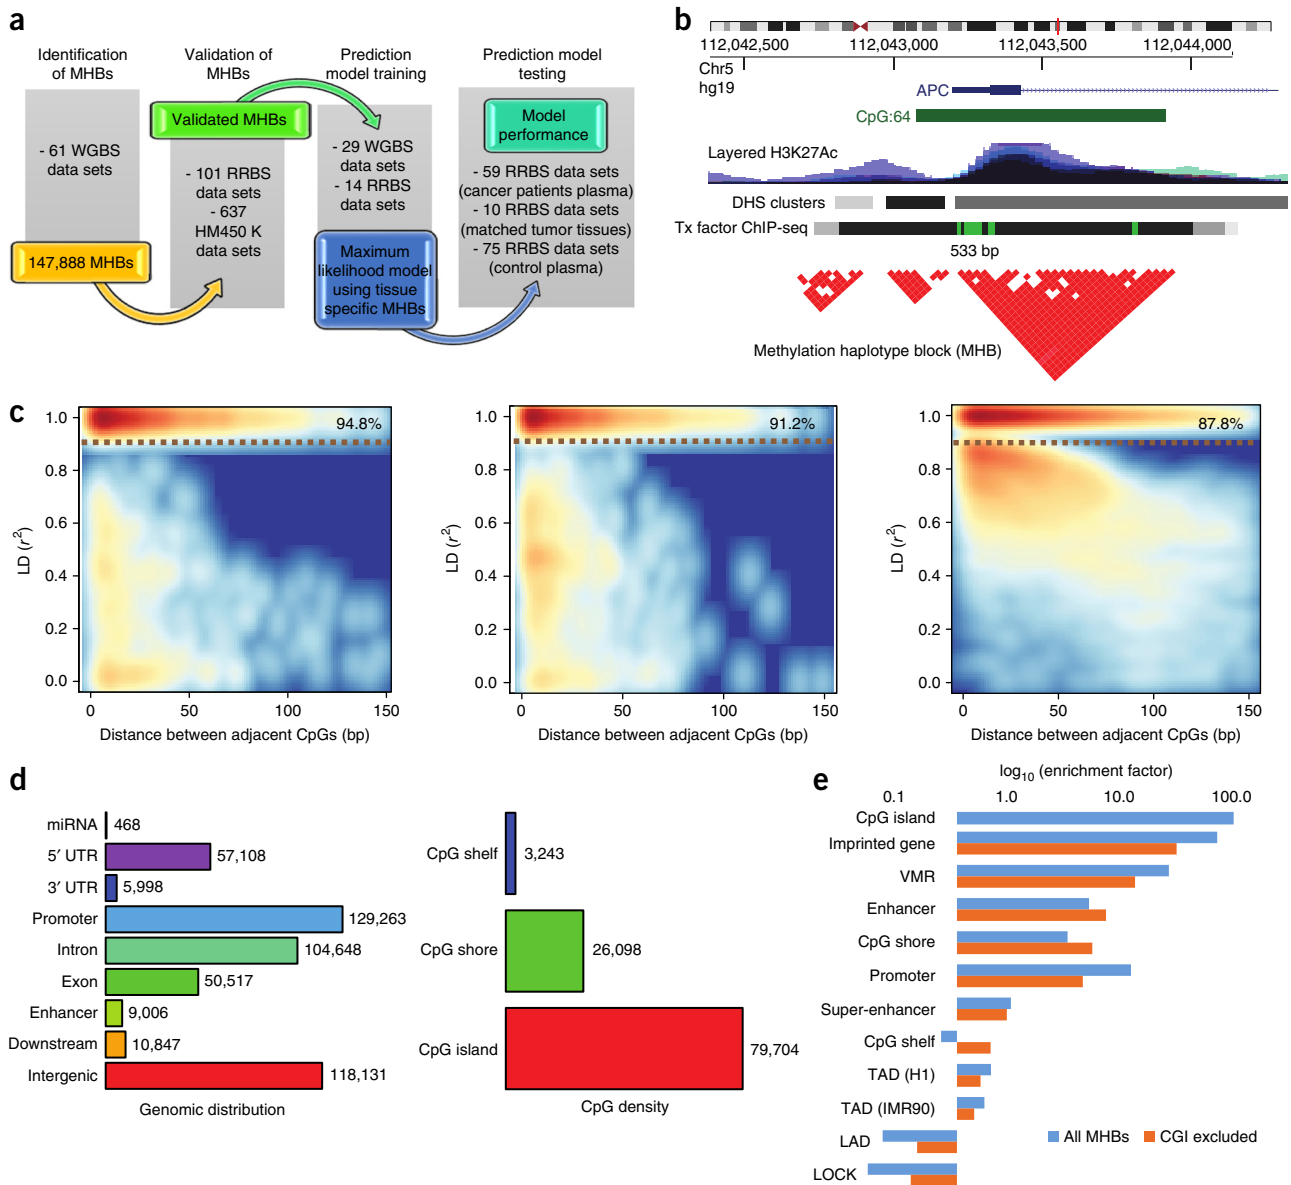 a
Identification
of MHBs
- 61 WGBS
data sets
147,888 MHBs
Validation of
MHBs
Validated MHBs
- 101 RRBS
data sets
- 637
HM450 K
data sets
Prediction
model training
- 29 WGBS
data sets
- 14 RRBS
data sets
Maximum
likelihood model
using tissue
specific MHBs
Prediction model
testing
Model
performance
- 59 RRBS data sets
(cancer patients plasma)
- 10 RRBS data sets
(matched tumor tissues)
- 75 RRBS data sets
(control plasma)
b
112,042,500 112,043,000 112,043,500 112,044,000
Chr5
hg19
APC
CpG:64
Layered H3K27Ac
DHS clusters
Tx factor ChIP-seq
533 bp
Methylation haplotype block (MHB)
c
94.8%
1.0
0.8
0.6
0.4
0.2
0.0
LD (r²)
0 50 100 150
Distance between adjacent CpGs (bp)
91.2%
1.0
0.8
0.6
0.4
0.2
0.0
LD (r²)
0 50 100 150
Distance between adjacent CpGs (bp)
87.8%
1.0
0.8
0.6
0.4
0.2
0.0
LD (r²)
0 50 100 150
Distance between adjacent CpGs (bp)
d
miRNA 468
5′ UTR 57,108
3′ UTR 5,998
Promoter 129,263
Intron 104,648
Exon 50,517
Enhancer 9,006
Downstream 10,847
Intergenic 118,131
Genomic distribution
CpG shelf 3,243
CpG shore 26,098
CpG island 79,704
CpG density
e
log₁₀ (enrichment factor)
0.1 1.0 10.0 100.0
CpG island
Imprinted gene
VMR
Enhancer
CpG shore
Promoter
Super-enhancer
CpG shelf
TAD (H1)
TAD (IMR90)
LAD
LOCK
All MHBs CGI excluded